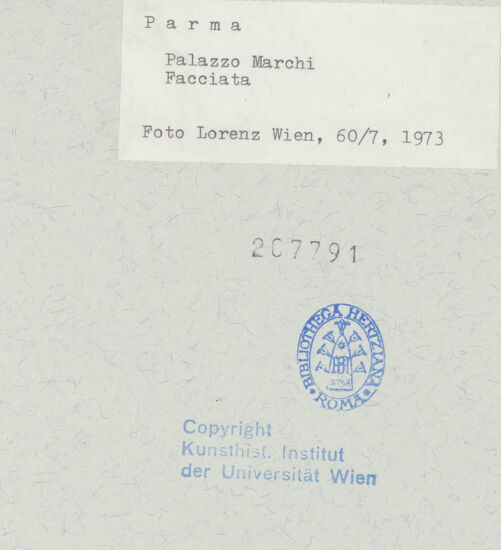 Parma
Palazzo Marchi
Facciata
Foto Lorenz Wien, 60/7, 1973
207791
BIBLIOTHECA HERTZIANA
ROMA
Copyright
Kunsthist. Institut
der Universität Wien